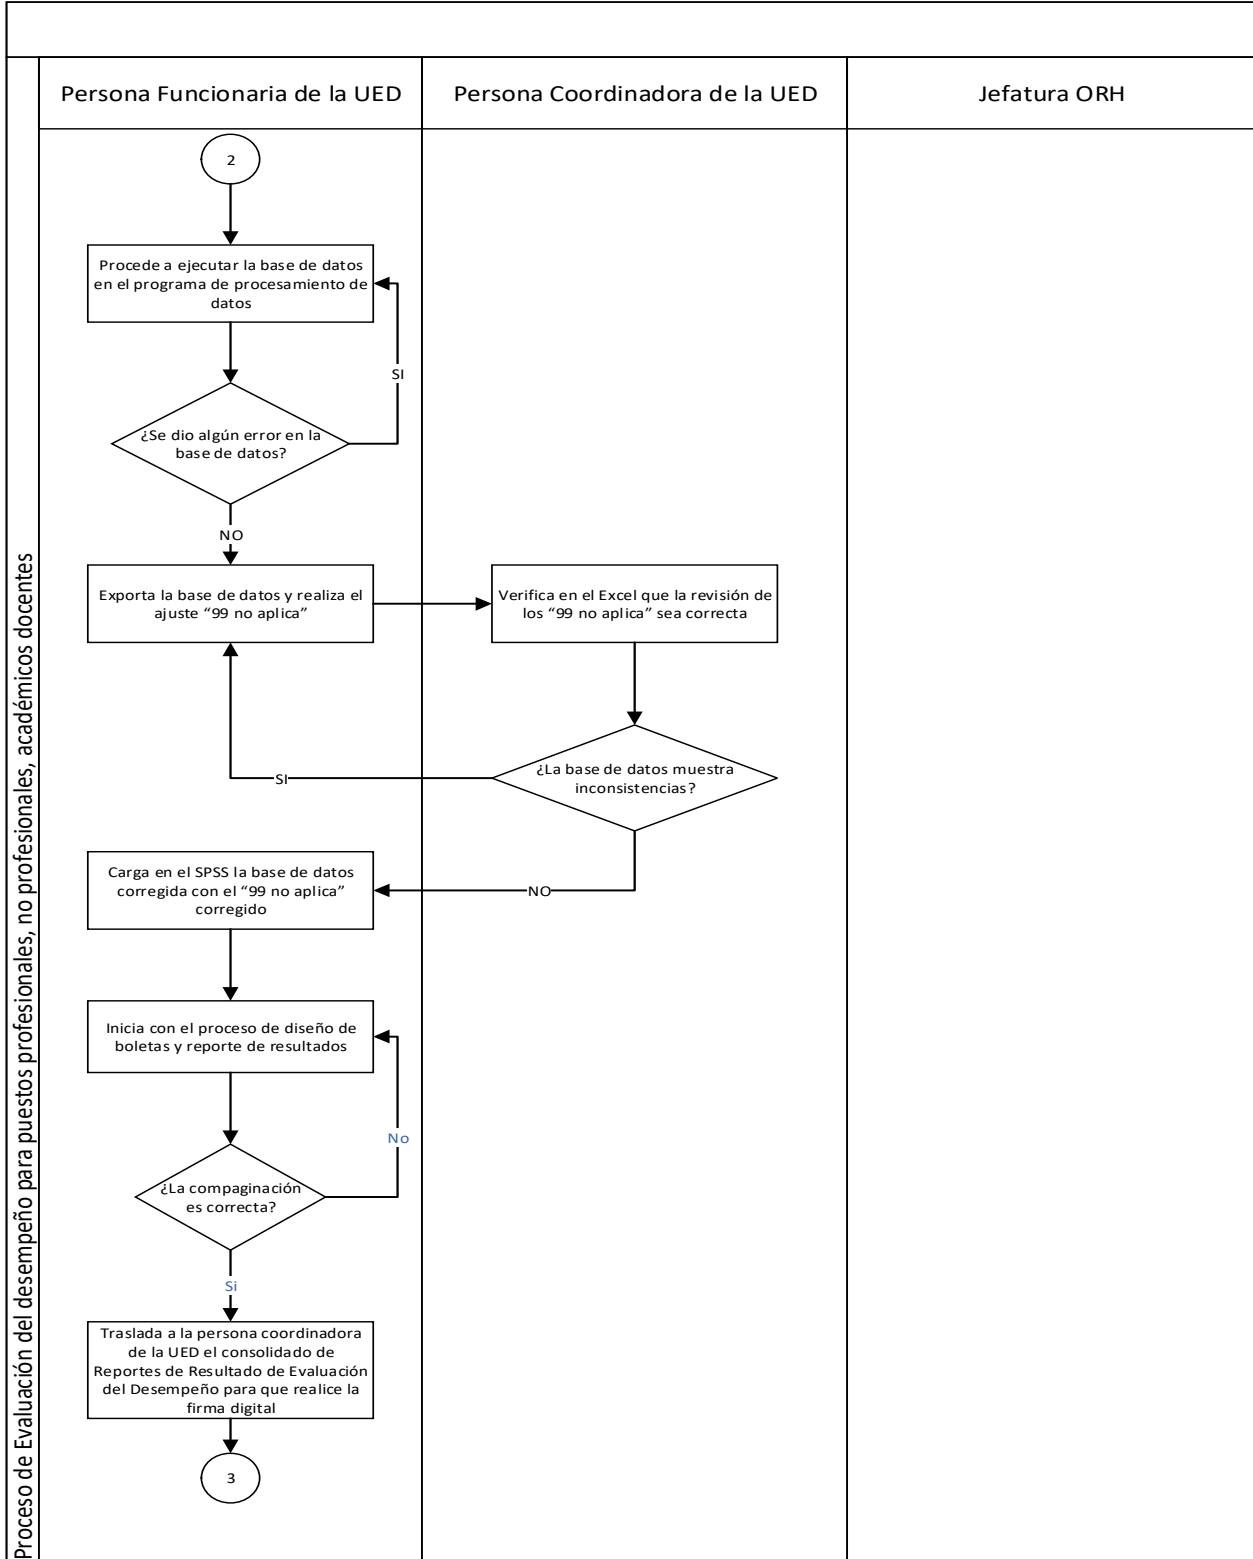 Proceso de Evaluación del desempeño para puestos profesionales, no profesionales, académicos docentes
Persona Funcionaria de la UED
Persona Coordinadora de la UED
Jefatura ORH
2
Procede a ejecutar la base de datos
en el programa de procesamiento de
datos
SI
¿Se dio algún error en la
base de datos?
NO
Exporta la base de datos y realiza el
ajuste “99 no aplica”
Verifica en el Excel que la revisión de
los “99 no aplica” sea correcta
¿La base de datos muestra
inconsistencias?
SI
NO
Carga en el SPSS la base de datos
corregida con el “99 no aplica”
corregido
Inicia con el proceso de diseño de
boletas y reporte de resultados
No
¿La compaginación
es correcta?
Si
Traslada a la persona coordinadora
de la UED el consolidado de
Reportes de Resultado de Evaluación
del Desempeño para que realice la
firma digital
3